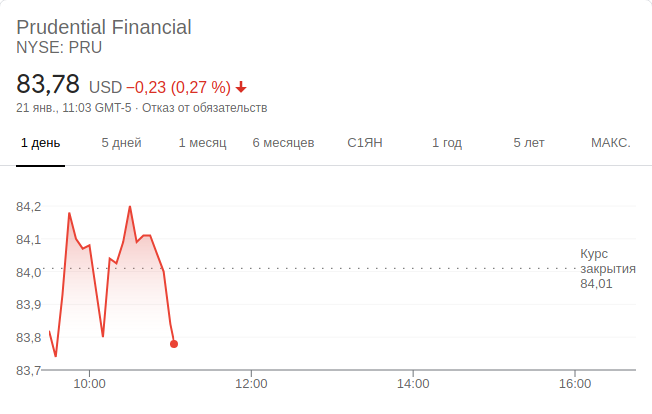 Prudential Financial
NYSE: PRU
83,78 USD −0,23 (0,27 %)
21 янв., 11:03 GMT-5 · Отказ от обязательств
1 день 5 дней 1 месяц 6 месяцев С1ЯН 1 год 5 лет МАКС.
84,2
84,1
84,0
83,9
83,8
83,7
Курс
закрытия
84,01
10:00 12:00 14:00 16:00